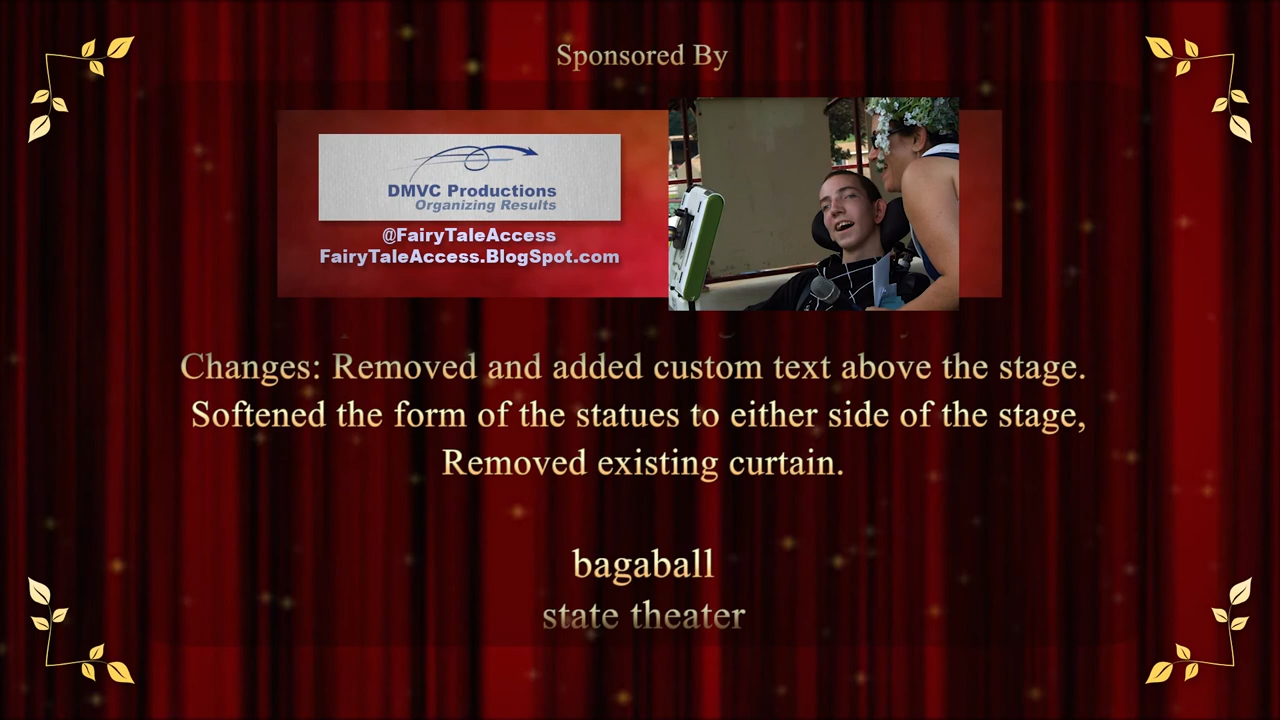 Sponsored By
DMVC Productions
Organizing Results
@FairyTaleAccess
FairyTaleAccess.BlogSpot.com
Changes: Removed and added custom text above the stage.
Softened the form of the statues to either side of the stage,
Removed existing curtain.
bagaball
state theater